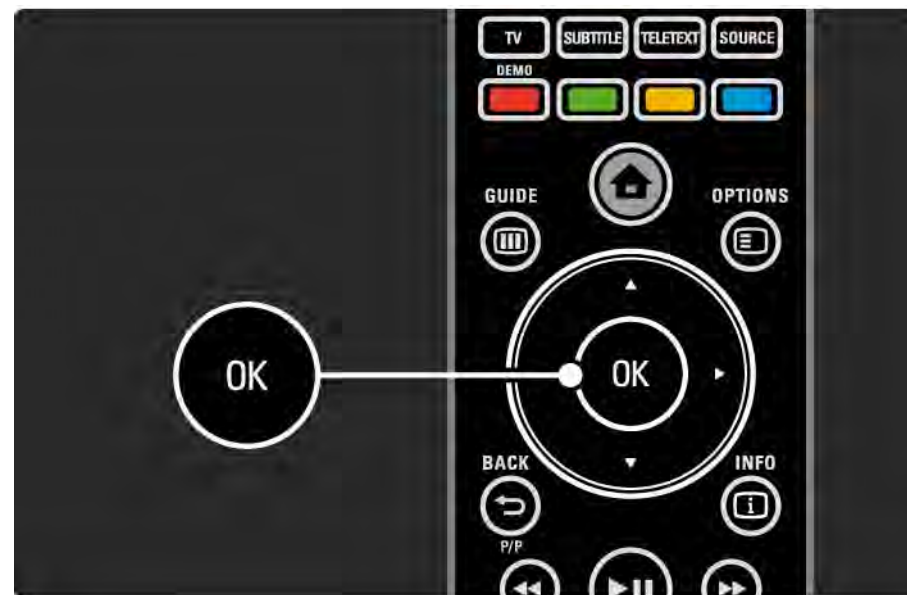 TV SUBTITLE TELETEXT SOURCE
DEMO
GUIDE OPTIONS
OK OK
BACK INFO
P/P